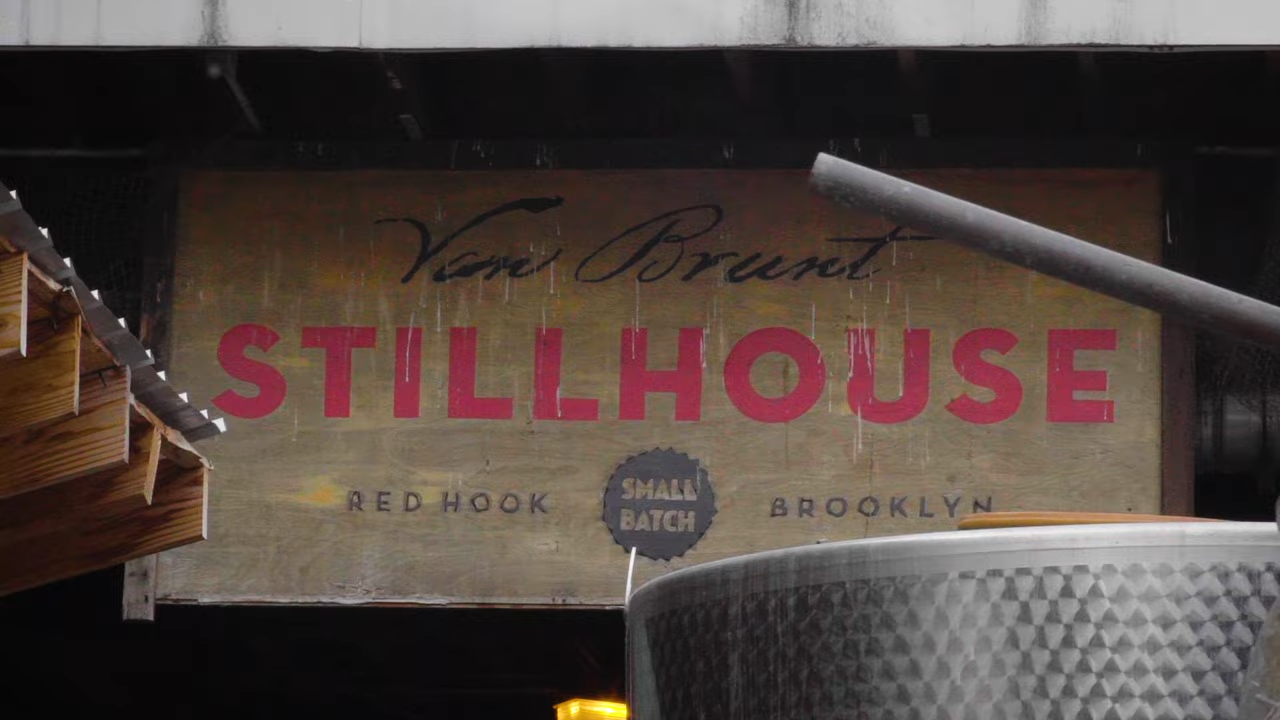 Van Brunt
STILLHOUSE
RED HOOK
SMALL
BATCH
BROOKLYN